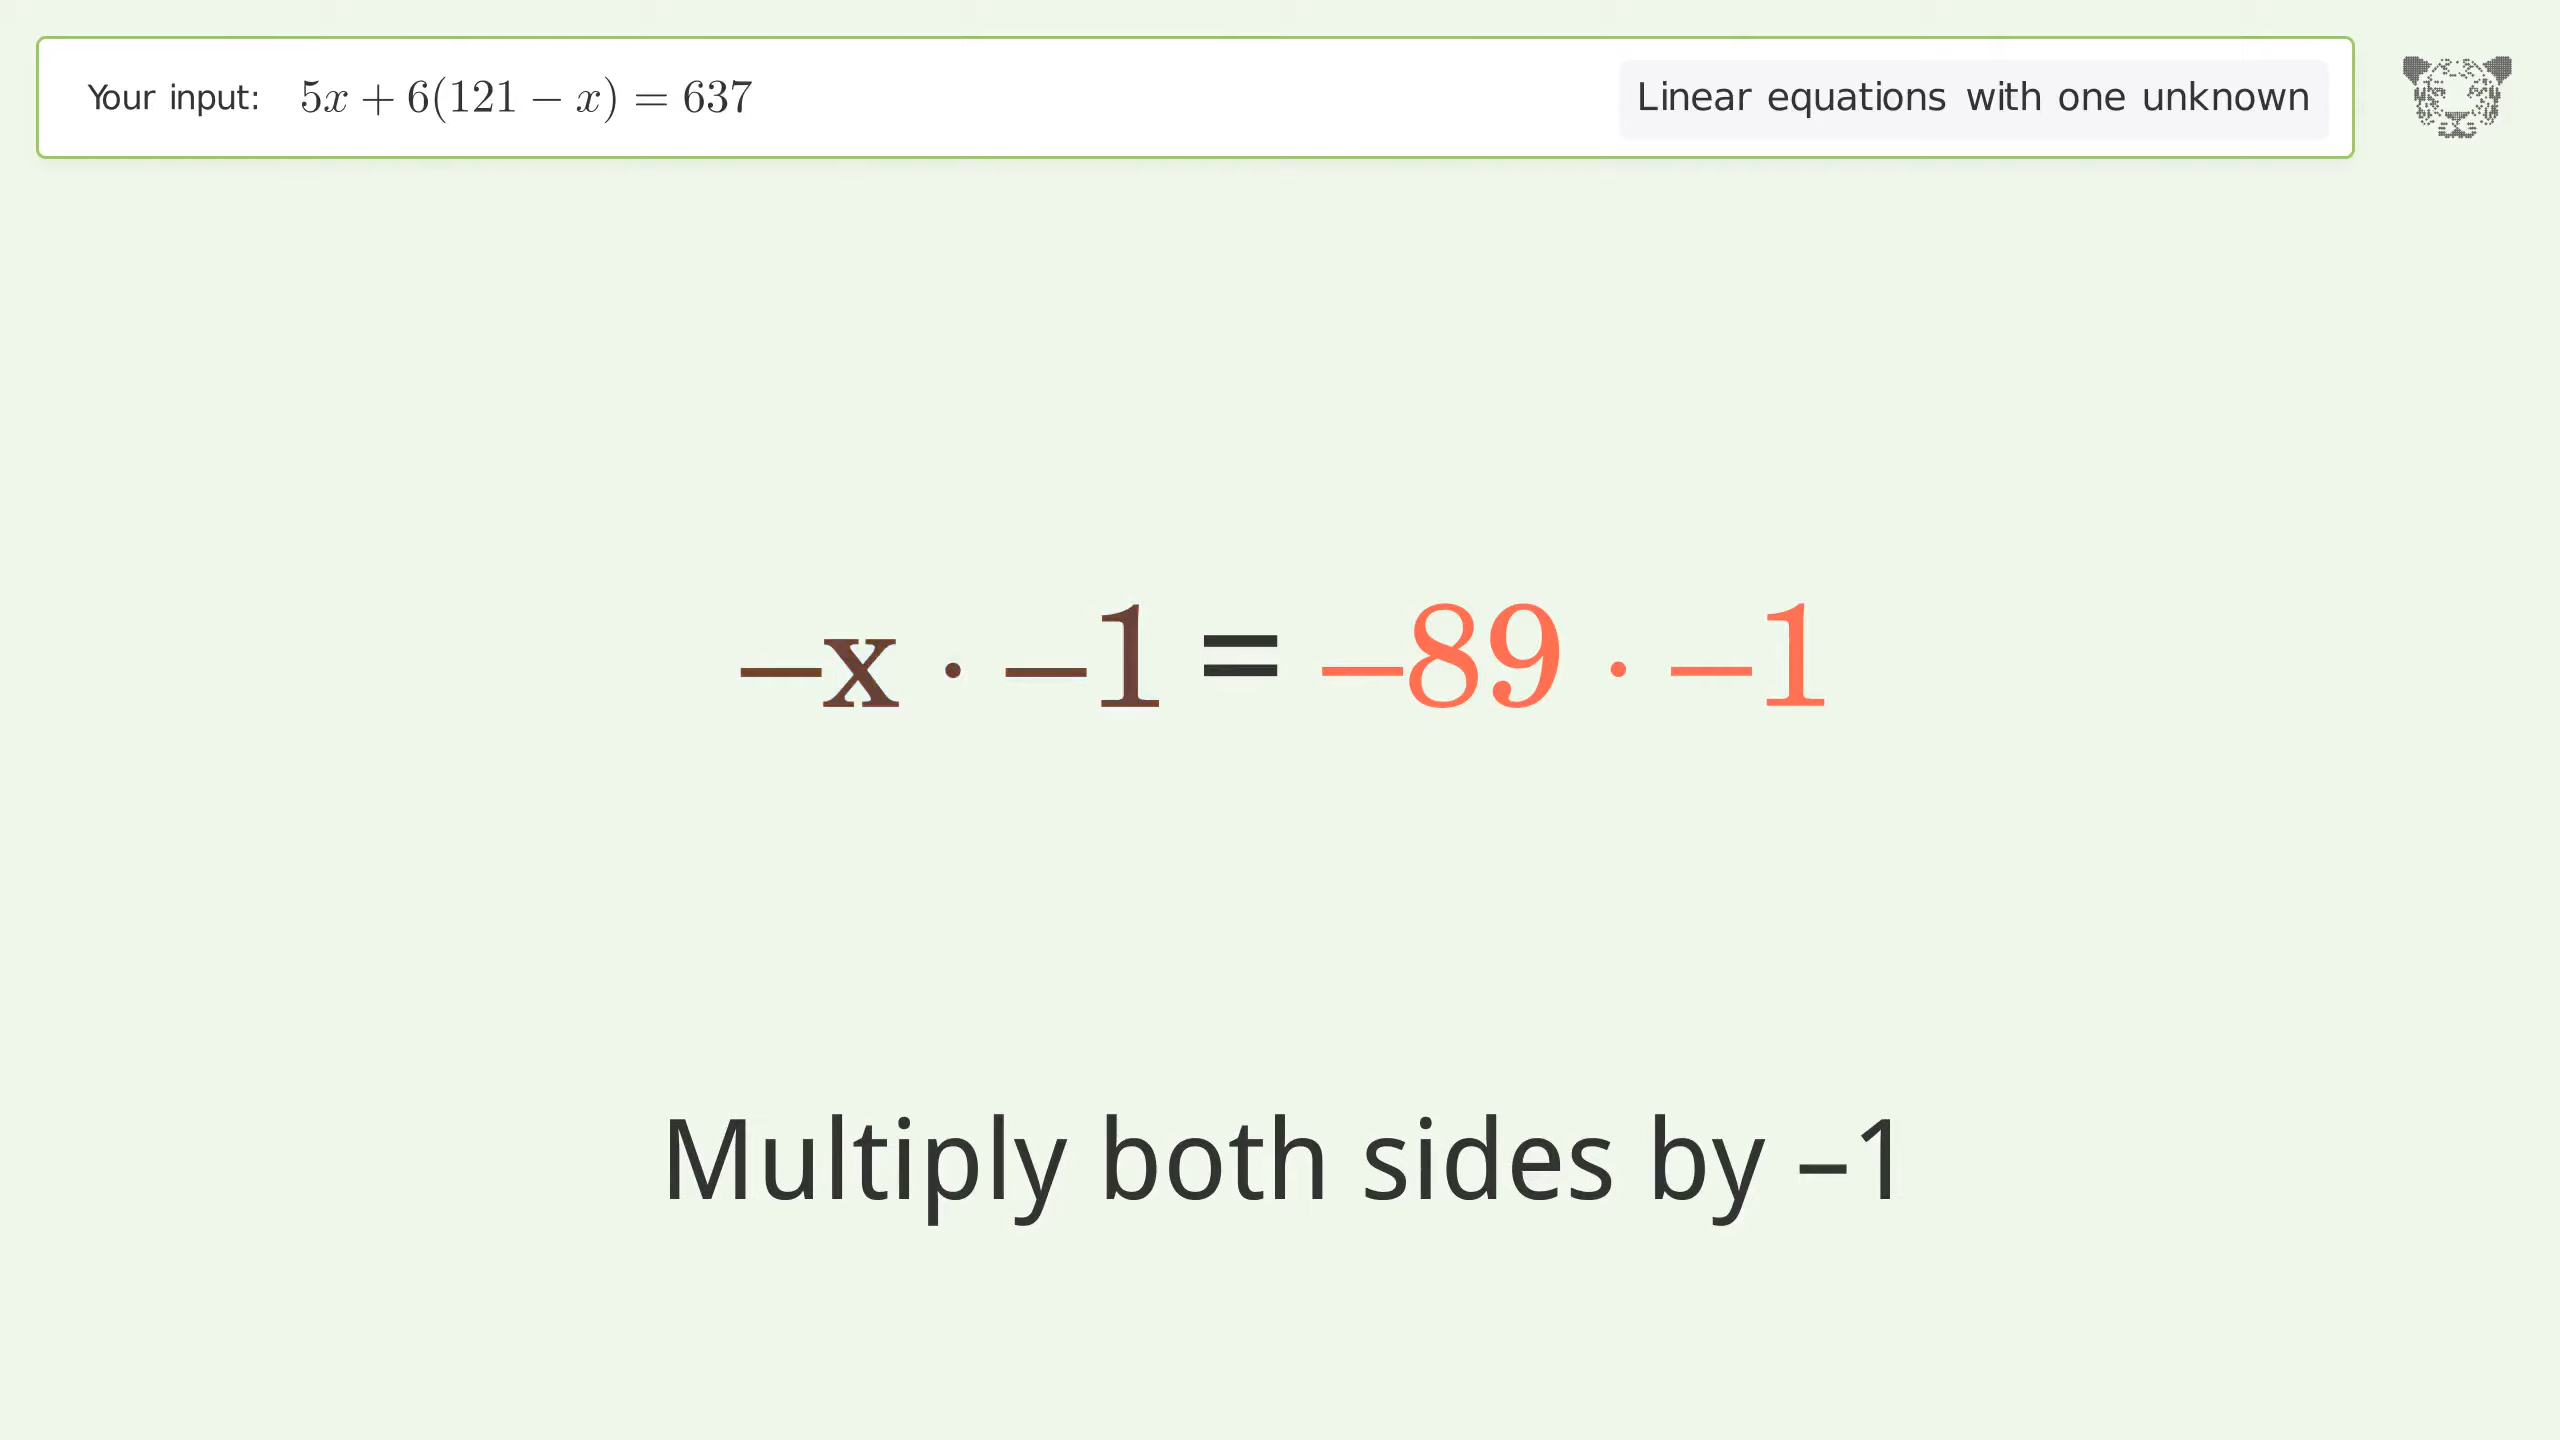 Your input: 5x + 6(121 − x) = 637
Linear equations with one unknown
−x · −1 = −89 · −1
Multiply both sides by –1